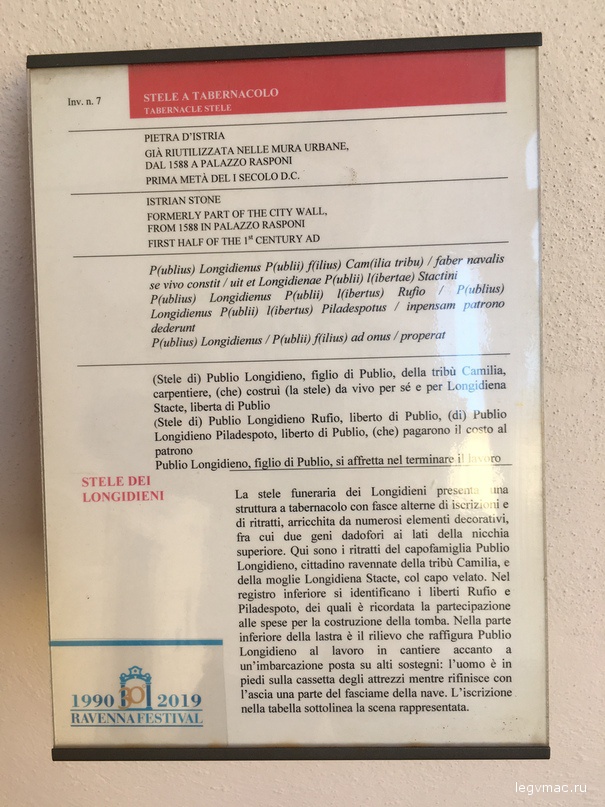 Inv. n. 7
STELE A TABERNACOLO
TABERNACLE STELE
PIETRA D'ISTRIA
GIÀ RIUTILIZZATA NELLE MURA URBANE,
DAL 1588 A PALAZZO RASPONI
PRIMA METÀ DEL I SECOLO D.C.
ISTRIAN STONE
FORMERLY PART OF THE CITY WALL,
FROM 1588 IN PALAZZO RASPONI
FIRST HALF OF THE 1st CENTURY AD
P(ublius) Longidienus P(ublii) f(ilius) Cam(ilia tribu) / faber navalis
se vivo constit / uit et Longidienae P(ublii) l(ibertae) Stactini
P(ublius) Longidienus P(ublii) l(ibertus) Rufio / P(ublius)
Longidienus P(ublii) l(ibertus) Piladespotus / inpensam patrono
dederunt
P(ublius) Longidienus / P(ublii) f(ilius) ad onus / properat
(Stele di) Publio Longidieno, figlio di Publio, della tribù Camilia,
carpentiere, (che) costruì (la stele) da vivo per sé e per Longidiena
Stacte, liberta di Publio
(Stele di) Publio Longidieno Rufio, liberto di Publio, (di) Publio
Longidieno Piladespoto, liberto di Publio, (che) pagarono il costo al
patrono
Publio Longidieno, figlio di Publio, si affretta nel terminare il lavoro
STELE DEI
LONGIDIENI
La stele funeraria dei Longidieni presenta una
struttura a tabernacolo con fasce alterne di iscrizioni e
di ritratti, arricchita da numerosi elementi decorativi,
fra cui due geni dadofori ai lati della nicchia
superiore. Qui sono i ritratti del capofamiglia Publio
Longidieno, cittadino ravennate della tribù Camilia, e
della moglie Longidiena Stacte, col capo velato. Nel
registro inferiore si identificano i liberti Rufio e
Piladespoto, dei quali è ricordata la partecipazione
alle spese per la costruzione della tomba. Nella parte
inferiore della lastra è il rilievo che raffigura Publio
Longidieno al lavoro in cantiere accanto a
un'imbarcazione posta su alti sostegni: l'uomo è in
piedi sulla cassetta degli attrezzi mentre rifinisce con
l'ascia una parte del fasciame della nave. L'iscrizione
nella tabella sottolinea la scena rappresentata.
1990 30 2019
RAVENNAFESTIVAL
legvmac.ru